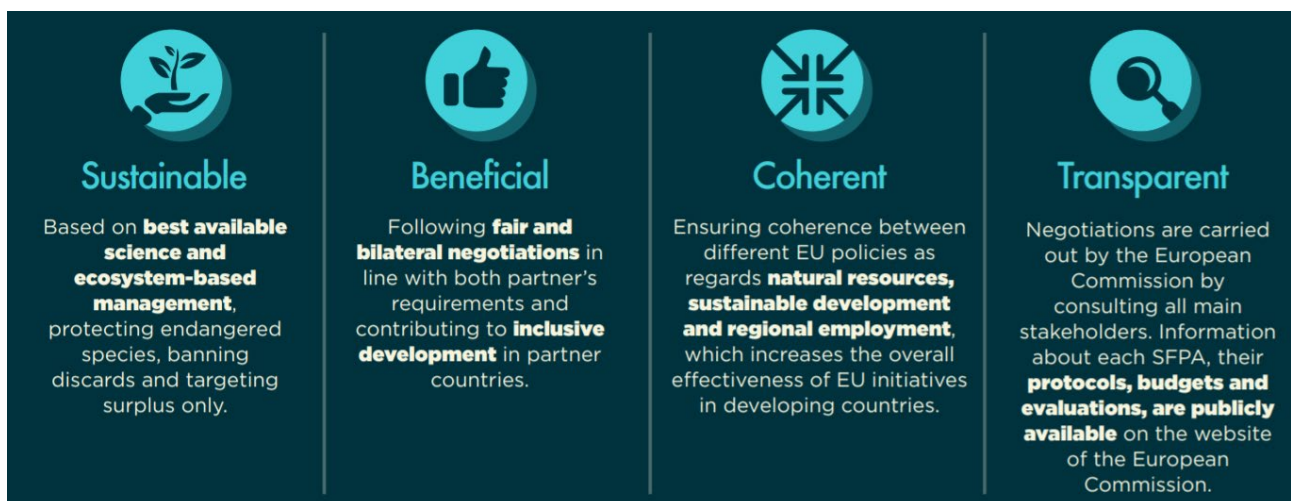 Sustainable
Based on best available
science and
ecosystem-based
management,
protecting endangered
species, banning
discards and targeting
surplus only.
Beneficial
Following fair and
bilateral negotiations in
line with both partner's
requirements and
contributing to inclusive
development in partner
countries.
Coherent
Ensuring coherence between
different EU policies as
regards natural resources,
sustainable development
and regional employment,
which increases the overall
effectiveness of EU initiatives
in developing countries.
Transparent
Negotiations are carried
out by the European
Commission by
consulting all main
stakeholders. Information
about each SFPA, their
protocols, budgets and
evaluations, are publicly
available on the website
of the European
Commission.